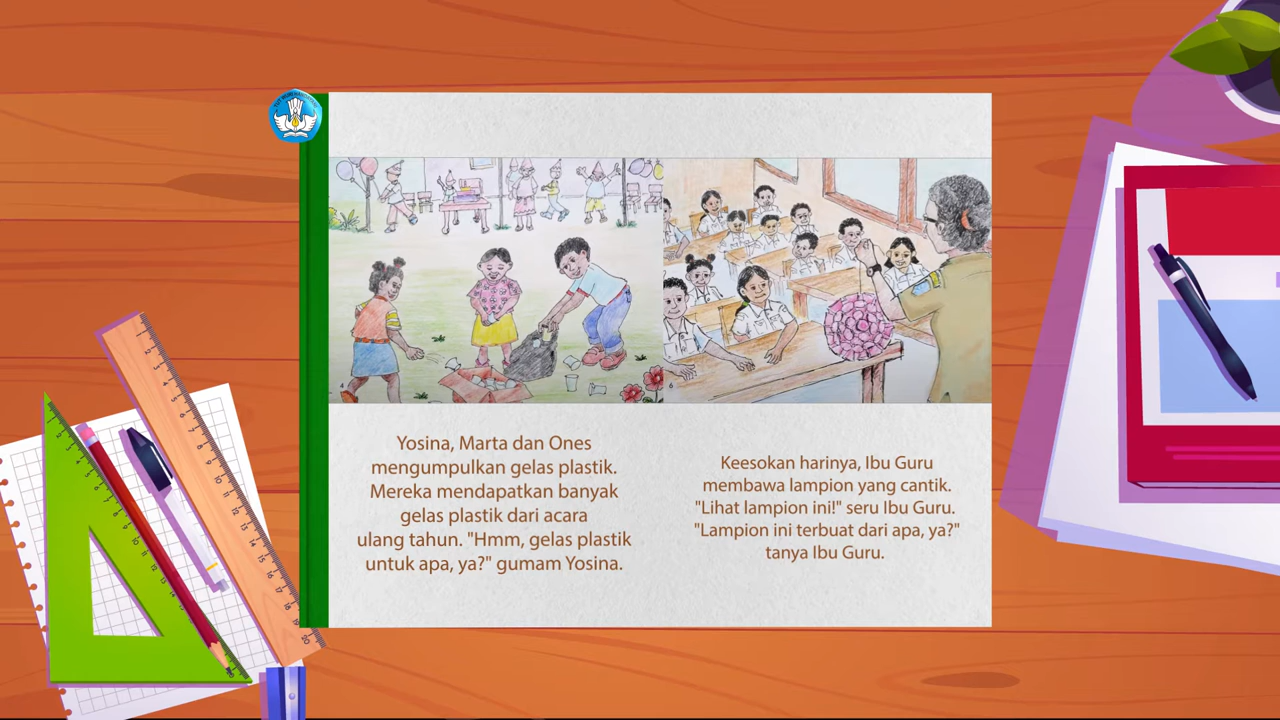 4
6
Yosina, Marta dan Ones
mengumpulkan gelas plastik.
Mereka mendapatkan banyak
gelas plastik dari acara
ulang tahun. "Hmm, gelas plastik
untuk apa, ya?" gumam Yosina.
Keesokan harinya, Ibu Guru
membawa lampion yang cantik.
"Lihat lampion ini!" seru Ibu Guru.
"Lampion ini terbuat dari apa, ya?"
tanya Ibu Guru.